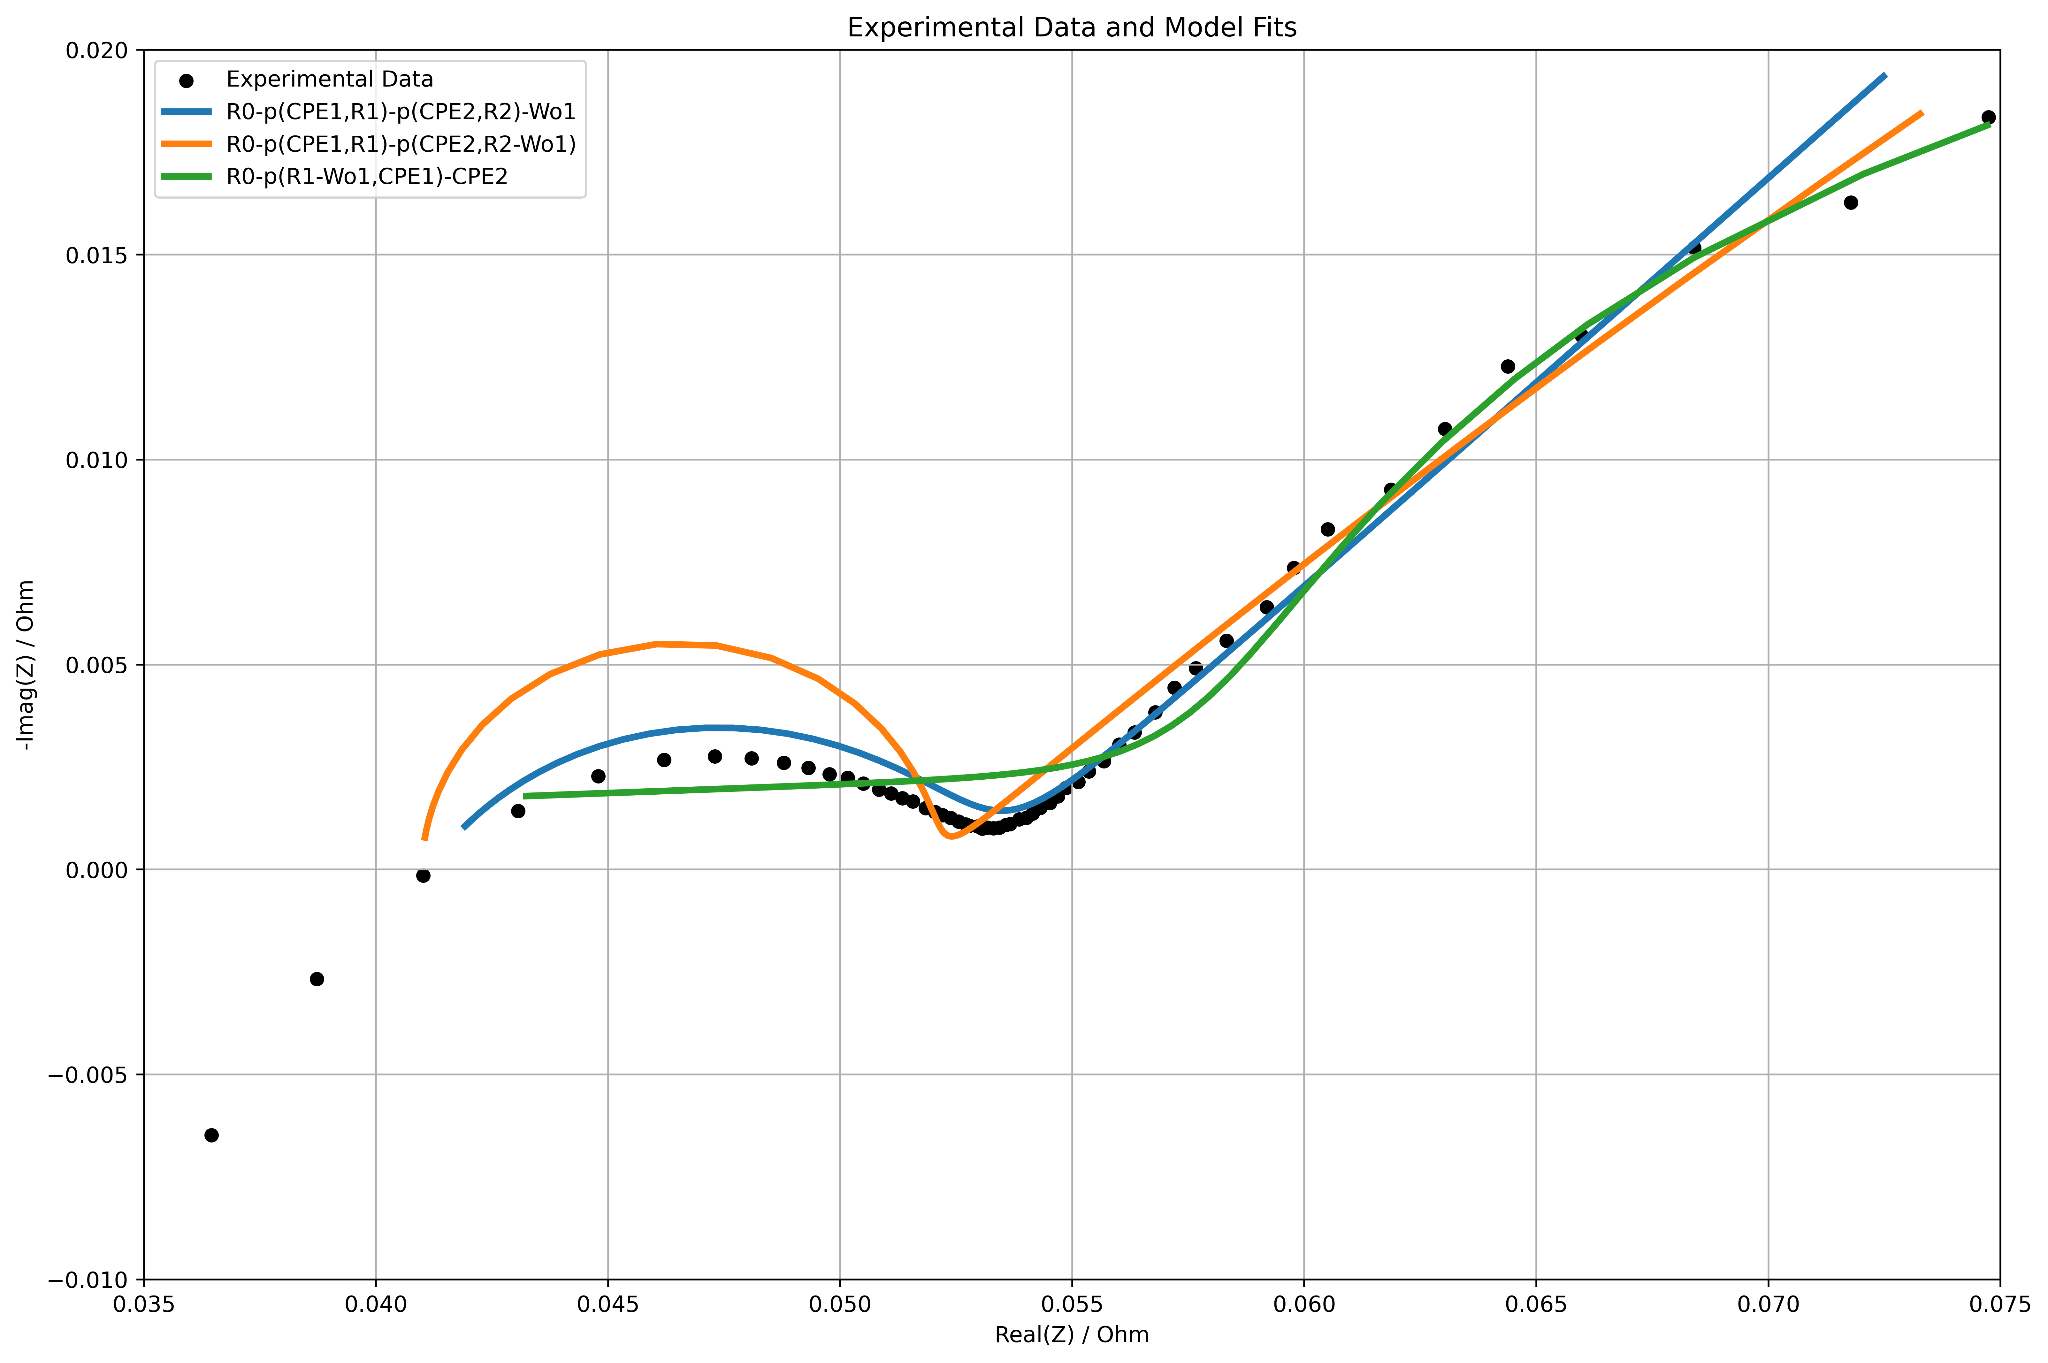 Experimental Data and Model Fits
Experimental Data
R0-p(CPE1,R1)-p(CPE2,R2)-Wo1
R0-p(CPE1,R1)-p(CPE2,R2-Wo1)
R0-p(R1-Wo1,CPE1)-CPE2
0.020
0.015
0.010
0.005
0.000
−0.005
−0.010
-Imag(Z) / Ohm
0.035 0.040 0.045 0.050 0.055 0.060 0.065 0.070 0.075
Real(Z) / Ohm